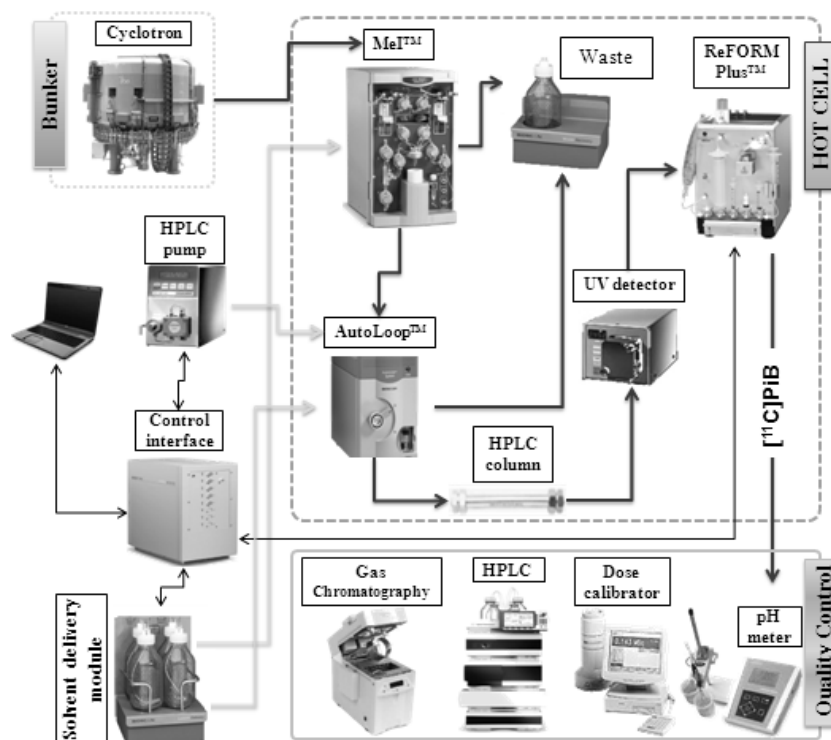 Cyclotron
Bunker
MeI™
Waste
ReFORM
Plus™
HOT CELL
HPLC
pump
UV detector
AutoLoop™
Control
interface
HPLC
column
[¹¹C]PiB
Gas
Chromatography
HPLC
Dose
calibrator
pH
meter
Solvent delivery
module
Quality Control